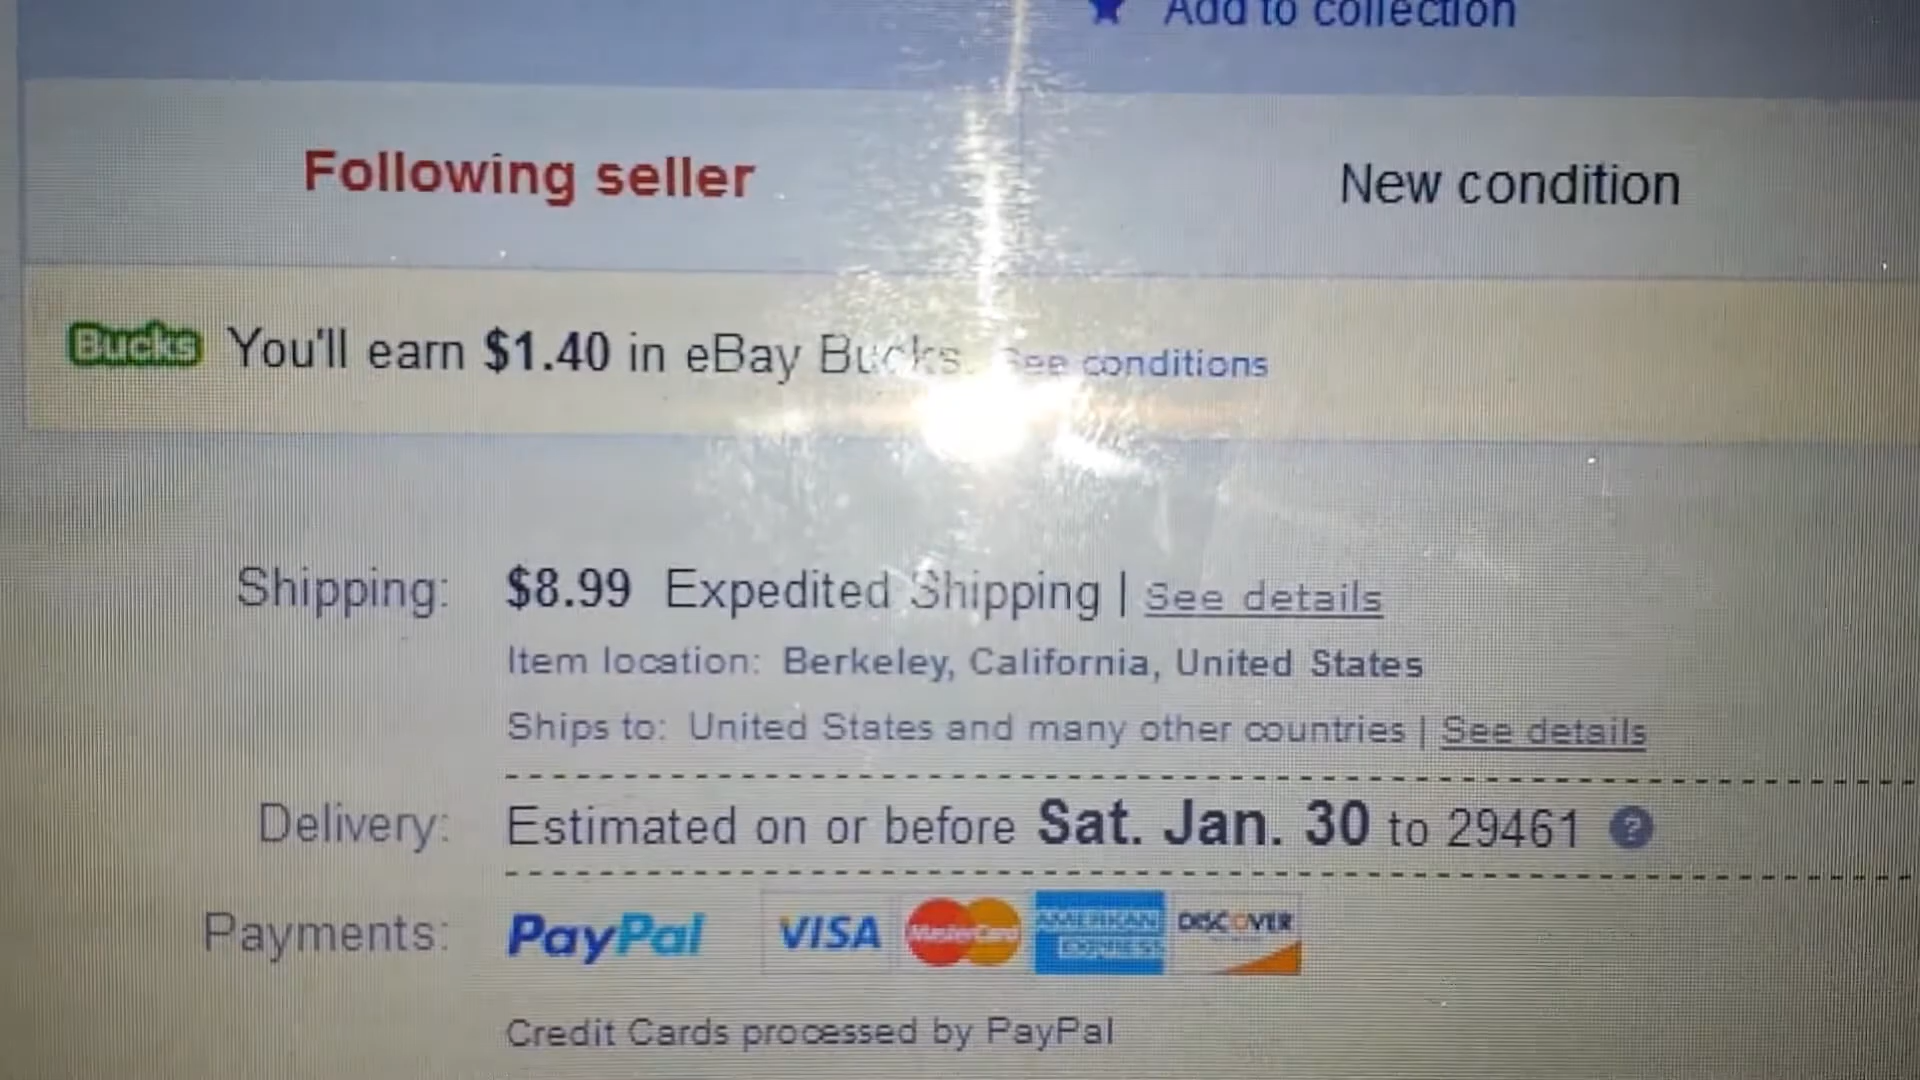 Add to collection
Following seller
New condition
Bucks You'll earn $1.40 in eBay Bucks. See conditions
Shipping: $8.99 Expedited Shipping | See details
Item location: Berkeley, California, United States
Ships to: United States and many other countries | See details
Delivery: Estimated on or before Sat. Jan. 30 to 29461 ?
Payments: PayPal VISA MasterCard AMERICAN EXPRESS DISCOVER
Credit Cards processed by PayPal